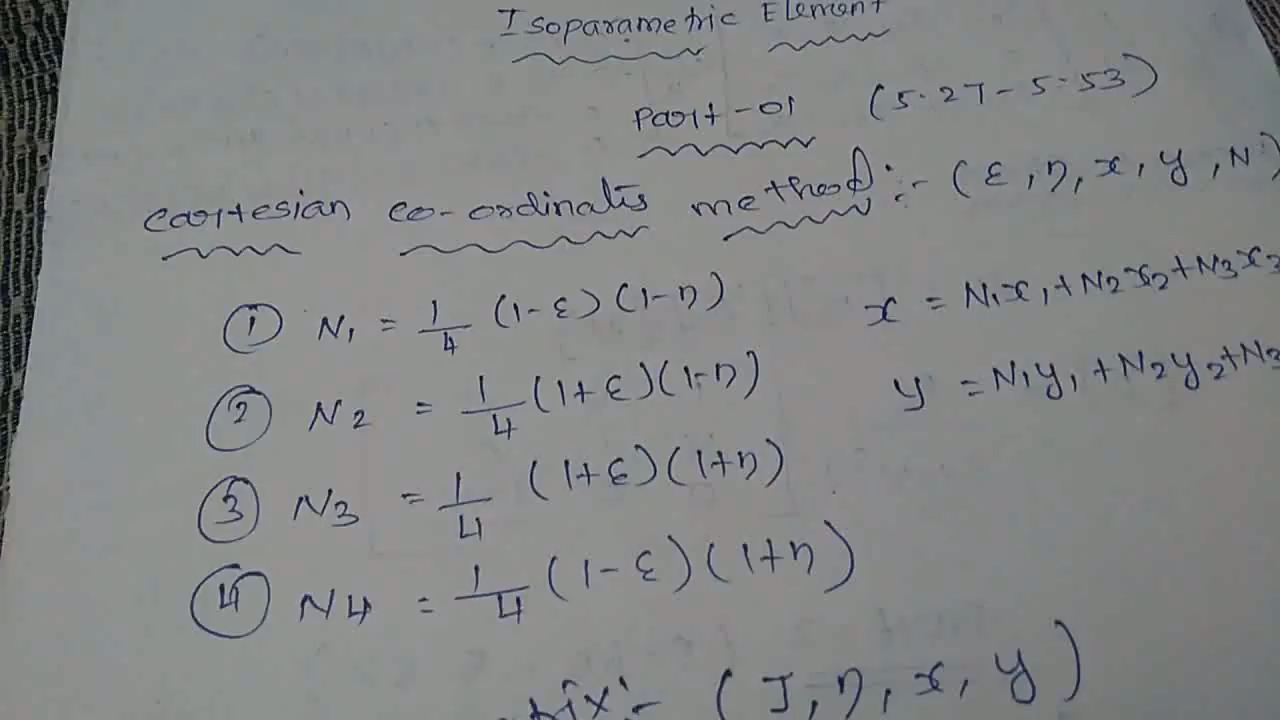 Isoparametric Element
Part-01 (5.27-5.53)
Cartesian co-ordinates method:- (ε, η, x, y, N)
① N1 = 1/4 (1-ε)(1-η)
x = N1x1+N2x2+N3x3
② N2 = 1/4 (1+ε)(1-η)
y = N1y1+N2y2+N3
③ N3 = 1/4 (1+ε)(1+η)
④ N4 = 1/4 (1-ε)(1+η)
trix:- (J, η, x, y)